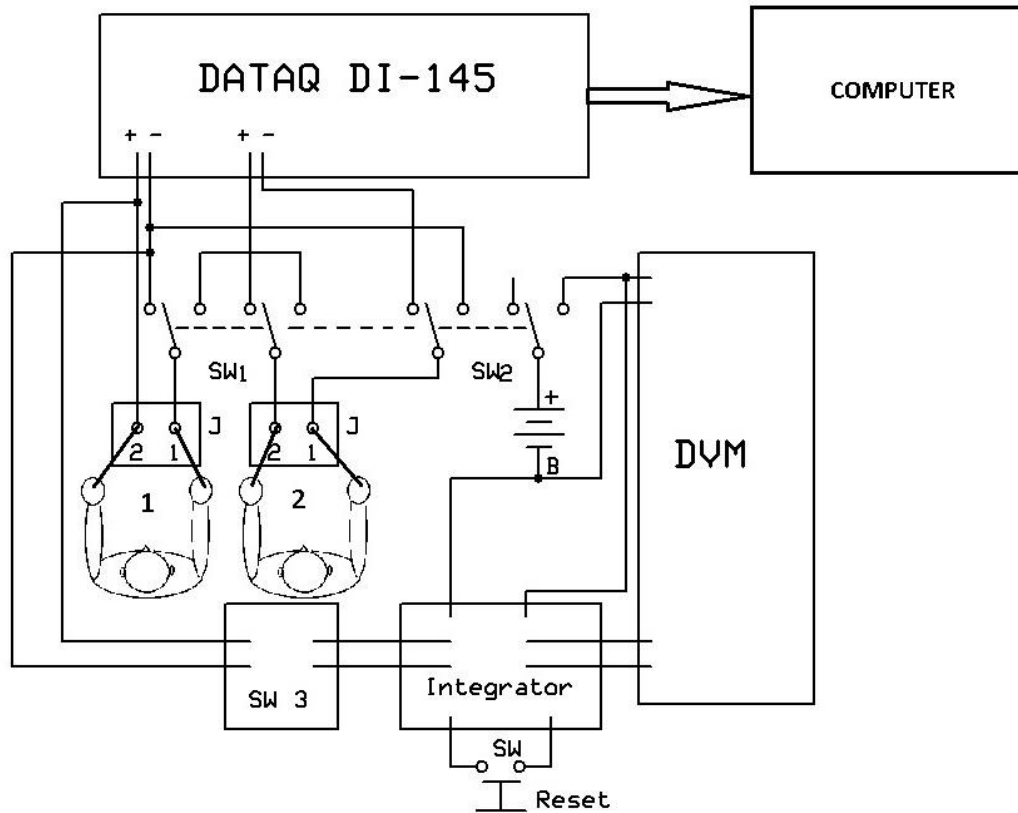 DATAQ DI-145
COMPUTER
+ - + -
SW1
SW2
+
B
J
2 1
J
2 1
1
2
DVM
SW 3
Integrator
SW
Reset